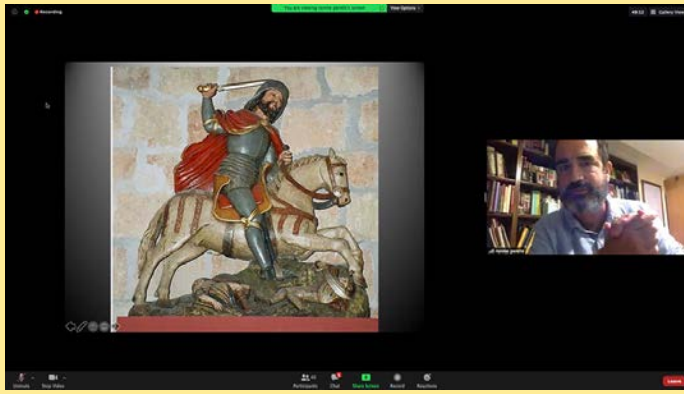 Recording
You are viewing
screen
View Options
Gallery View
Unmute
Stop Video
Participants
Chat
Share Screen
Record
Reactions
Leave